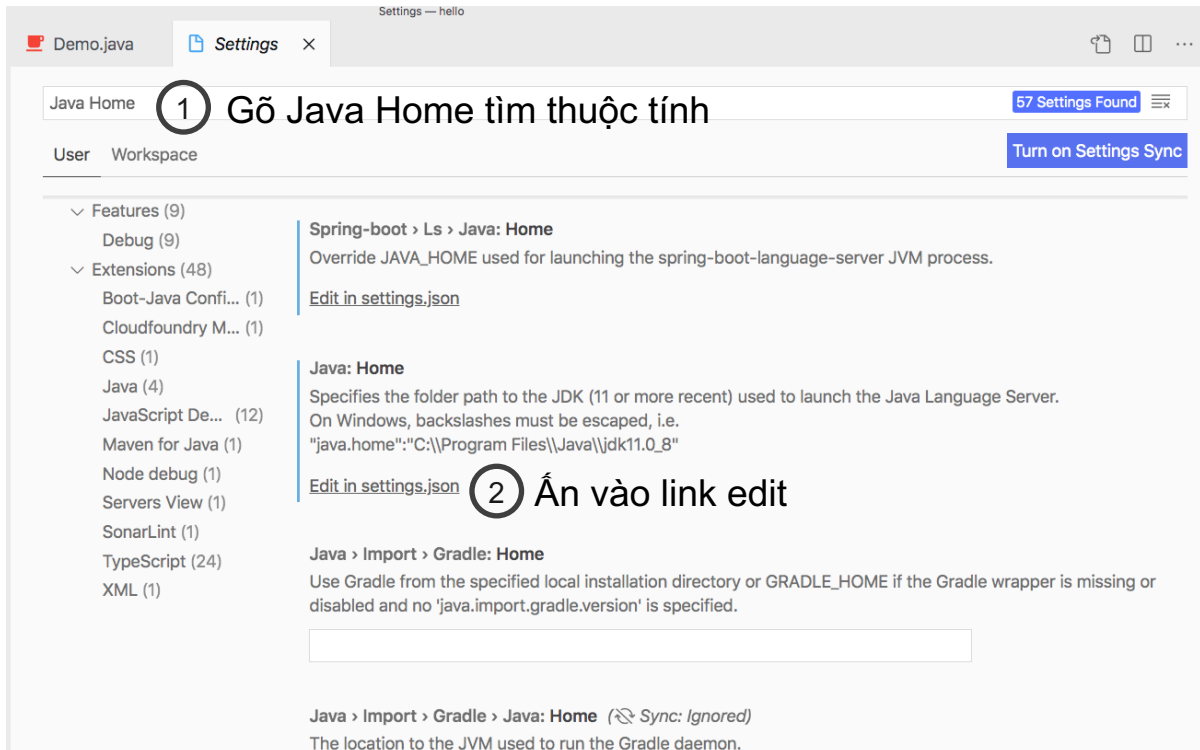 Settings — hello
Demo.java
Settings
Java Home
1 Gõ Java Home tìm thuộc tính
57 Settings Found
User Workspace
Turn on Settings Sync
Features (9)
Debug (9)
Extensions (48)
Boot-Java Confi... (1)
Cloudfoundry M... (1)
CSS (1)
Java (4)
JavaScript De... (12)
Maven for Java (1)
Node debug (1)
Servers View (1)
SonarLint (1)
TypeScript (24)
XML (1)
Spring-boot › Ls › Java: Home
Override JAVA_HOME used for launching the spring-boot-language-server JVM process.
Edit in settings.json
Java: Home
Specifies the folder path to the JDK (11 or more recent) used to launch the Java Language Server.
On Windows, backslashes must be escaped, i.e.
"java.home":"C:\\Program Files\\Java\\jdk11.0_8"
Edit in settings.json
2 Ấn vào link edit
Java › Import › Gradle: Home
Use Gradle from the specified local installation directory or GRADLE_HOME if the Gradle wrapper is missing or
disabled and no 'java.import.gradle.version' is specified.
Java › Import › Gradle › Java: Home (Sync: Ignored)
The location to the JVM used to run the Gradle daemon.